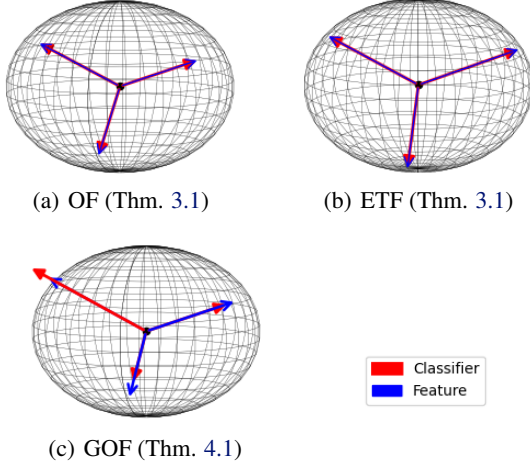 (a) OF (Thm. 3.1)
(b) ETF (Thm. 3.1)
Classifier
Feature
(c) GOF (Thm. 4.1)